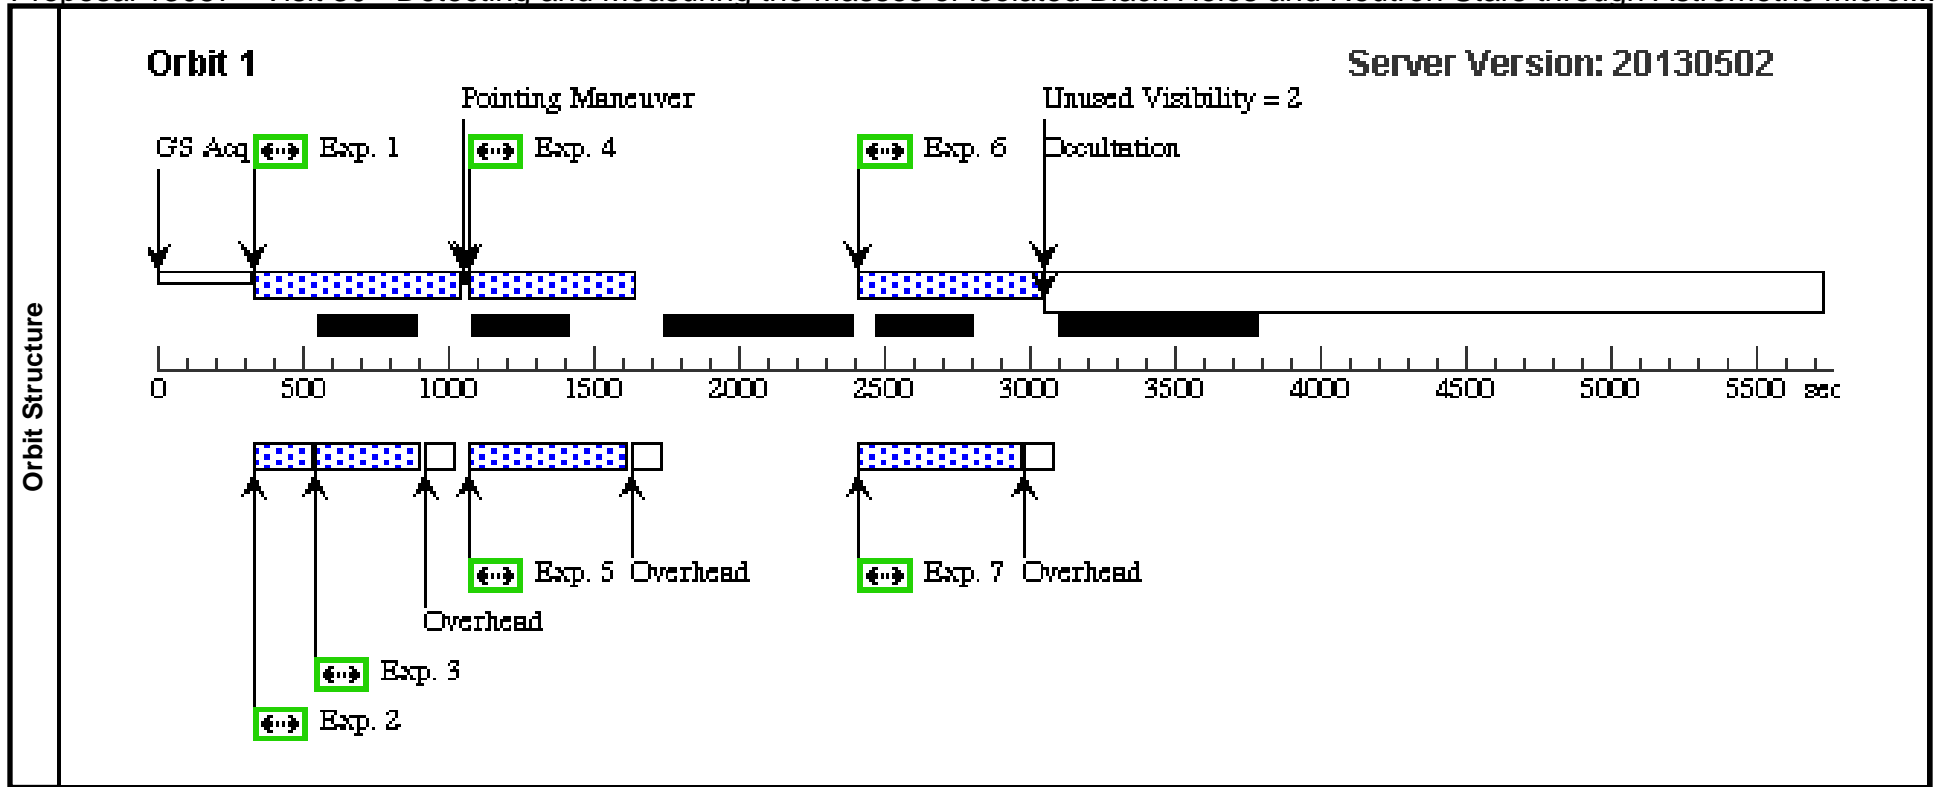 Orbit 1
Server Version: 20130502
Pointing Maneuver
Unused Visibility = 2
GS Acq
Exp. 1
Exp. 4
Exp. 6
Occultation
Orbit Structure
0 500 1000 1500 2000 2500 3000 3500 4000 4500 5000 5500 sec
Exp. 5
Overhead
Exp. 7
Overhead
Overhead
Exp. 3
Exp. 2